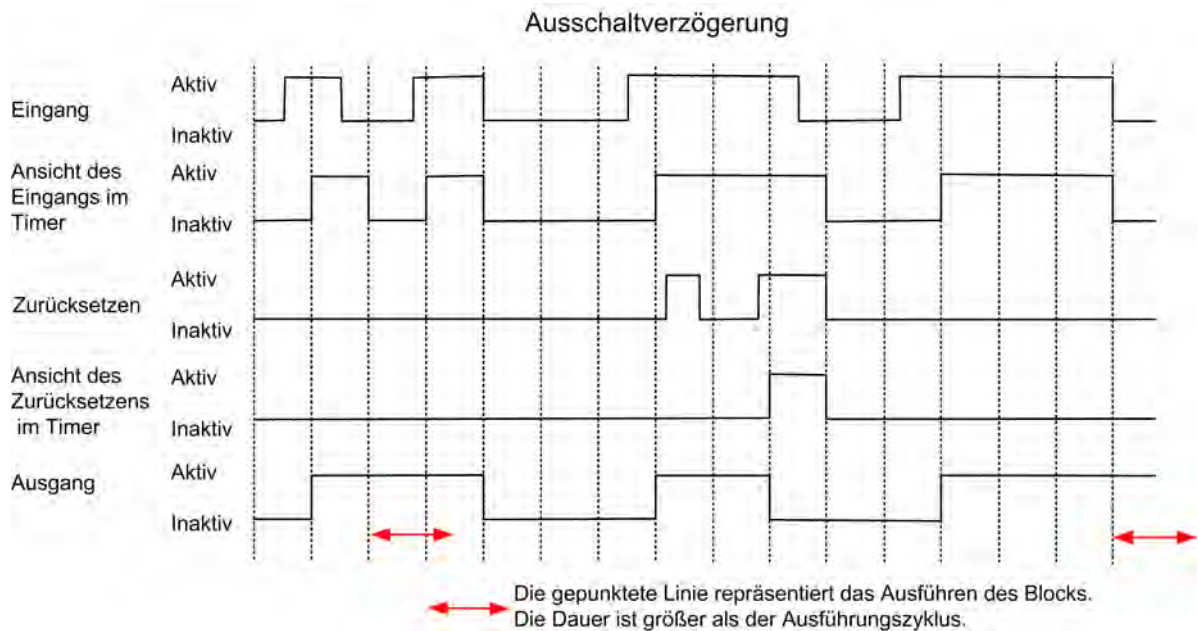 Ausschaltverzögerung
Aktiv
Eingang
Inaktiv
Ansicht des
Eingangs im
Timer
Aktiv
Inaktiv
Aktiv
Zurücksetzen
Inaktiv
Ansicht des
Zurücksetzens
im Timer
Aktiv
Inaktiv
Aktiv
Ausgang
Inaktiv
Die gepunktete Linie repräsentiert das Ausführen des Blocks.
Die Dauer ist größer als der Ausführungszyklus.